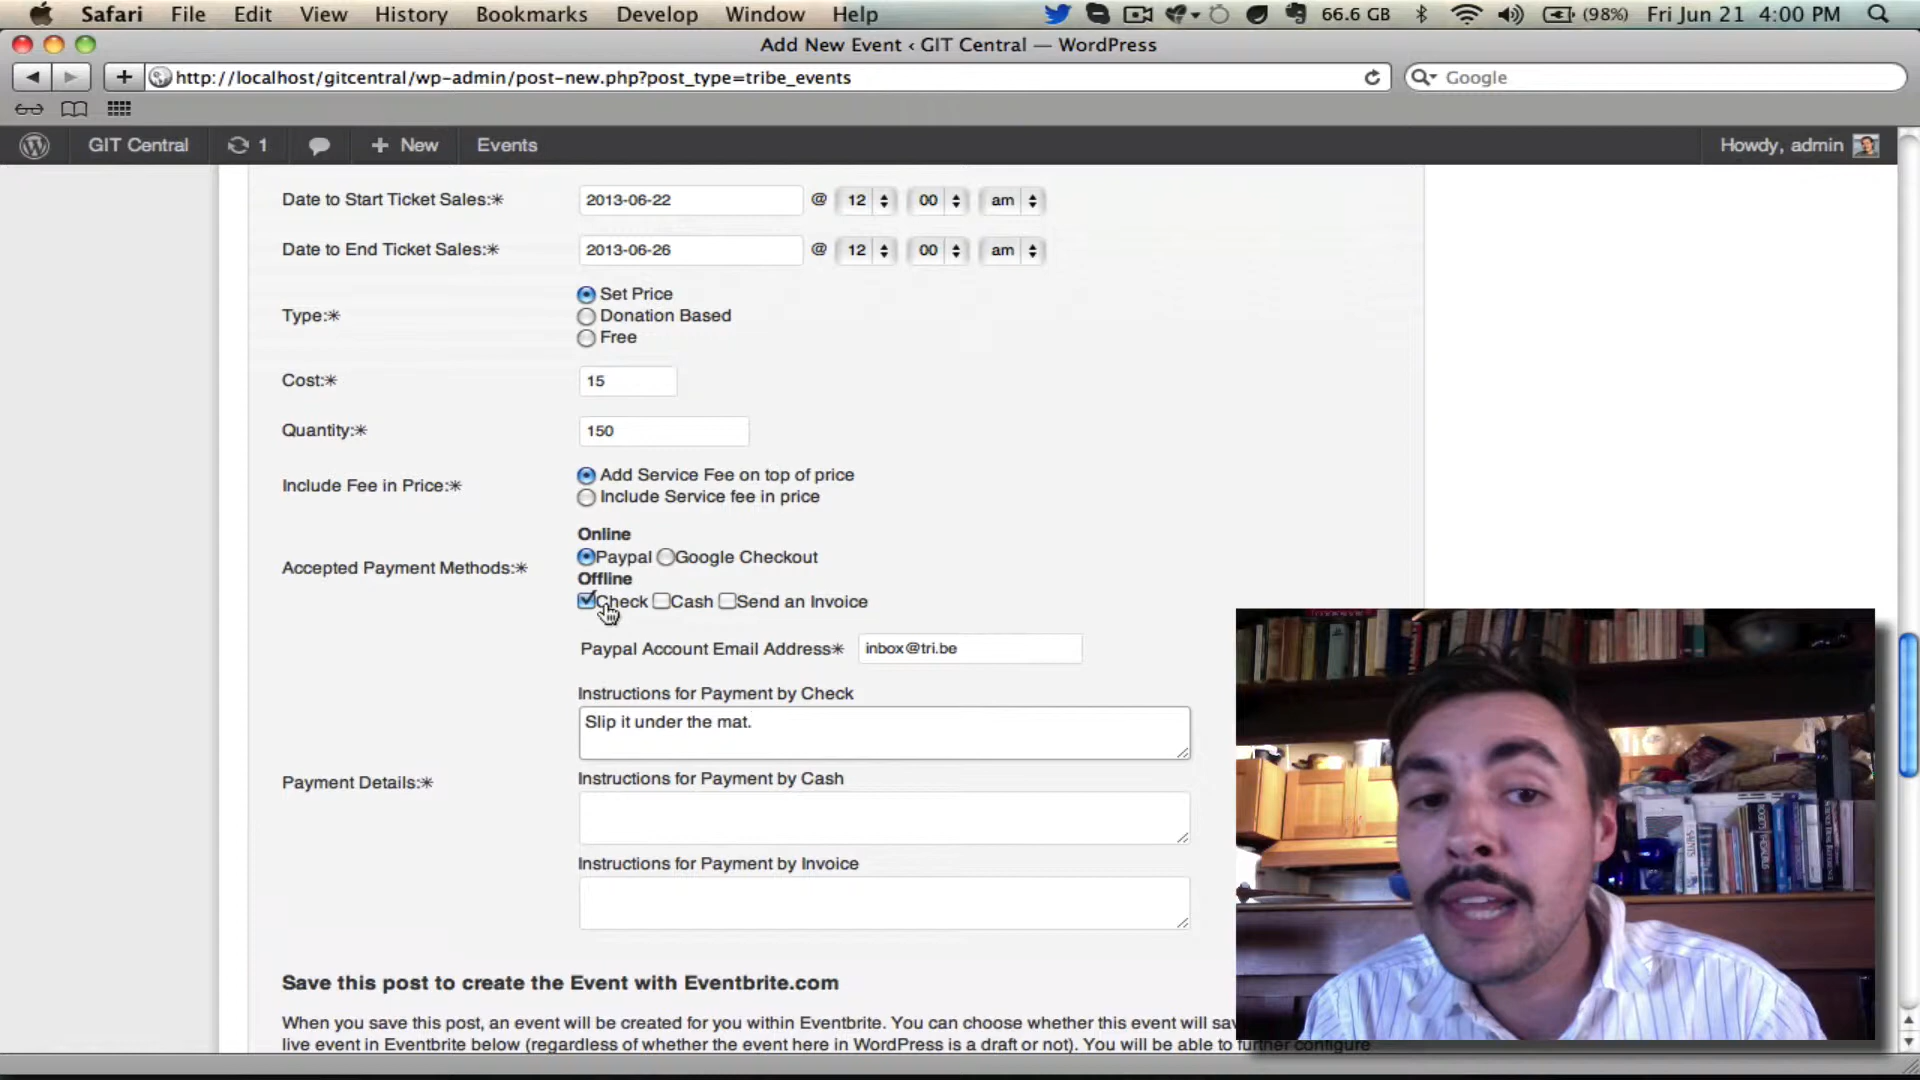 Safari File Edit View History Bookmarks Develop Window Help 66.6 GB (98%) Fri Jun 21 4:00 PM
Add New Event ‹ GIT Central — WordPress
http://localhost/gitcentral/wp-admin/post-new.php?post_type=tribe_events Google
GIT Central 1 + New Events Howdy, admin
Date to Start Ticket Sales:* 2013-06-22 @ 12 00 am
Date to End Ticket Sales:* 2013-06-26 @ 12 00 am
Type:* Set Price
Donation Based
Free
Cost:* 15
Quantity:* 150
Include Fee in Price:* Add Service Fee on top of price
Include Service fee in price
Accepted Payment Methods:* Online
Paypal Google Checkout
Offline
Check Cash Send an Invoice
Paypal Account Email Address* inbox@tri.be
Instructions for Payment by Check
Slip it under the mat.
Payment Details:* Instructions for Payment by Cash
Instructions for Payment by Invoice
Save this post to create the Event with Eventbrite.com
When you save this post, an event will be created for you within Eventbrite. You can choose whether this event will
live event in Eventbrite below (regardless of whether the event here in WordPress is a draft or not). You will be able to further configure